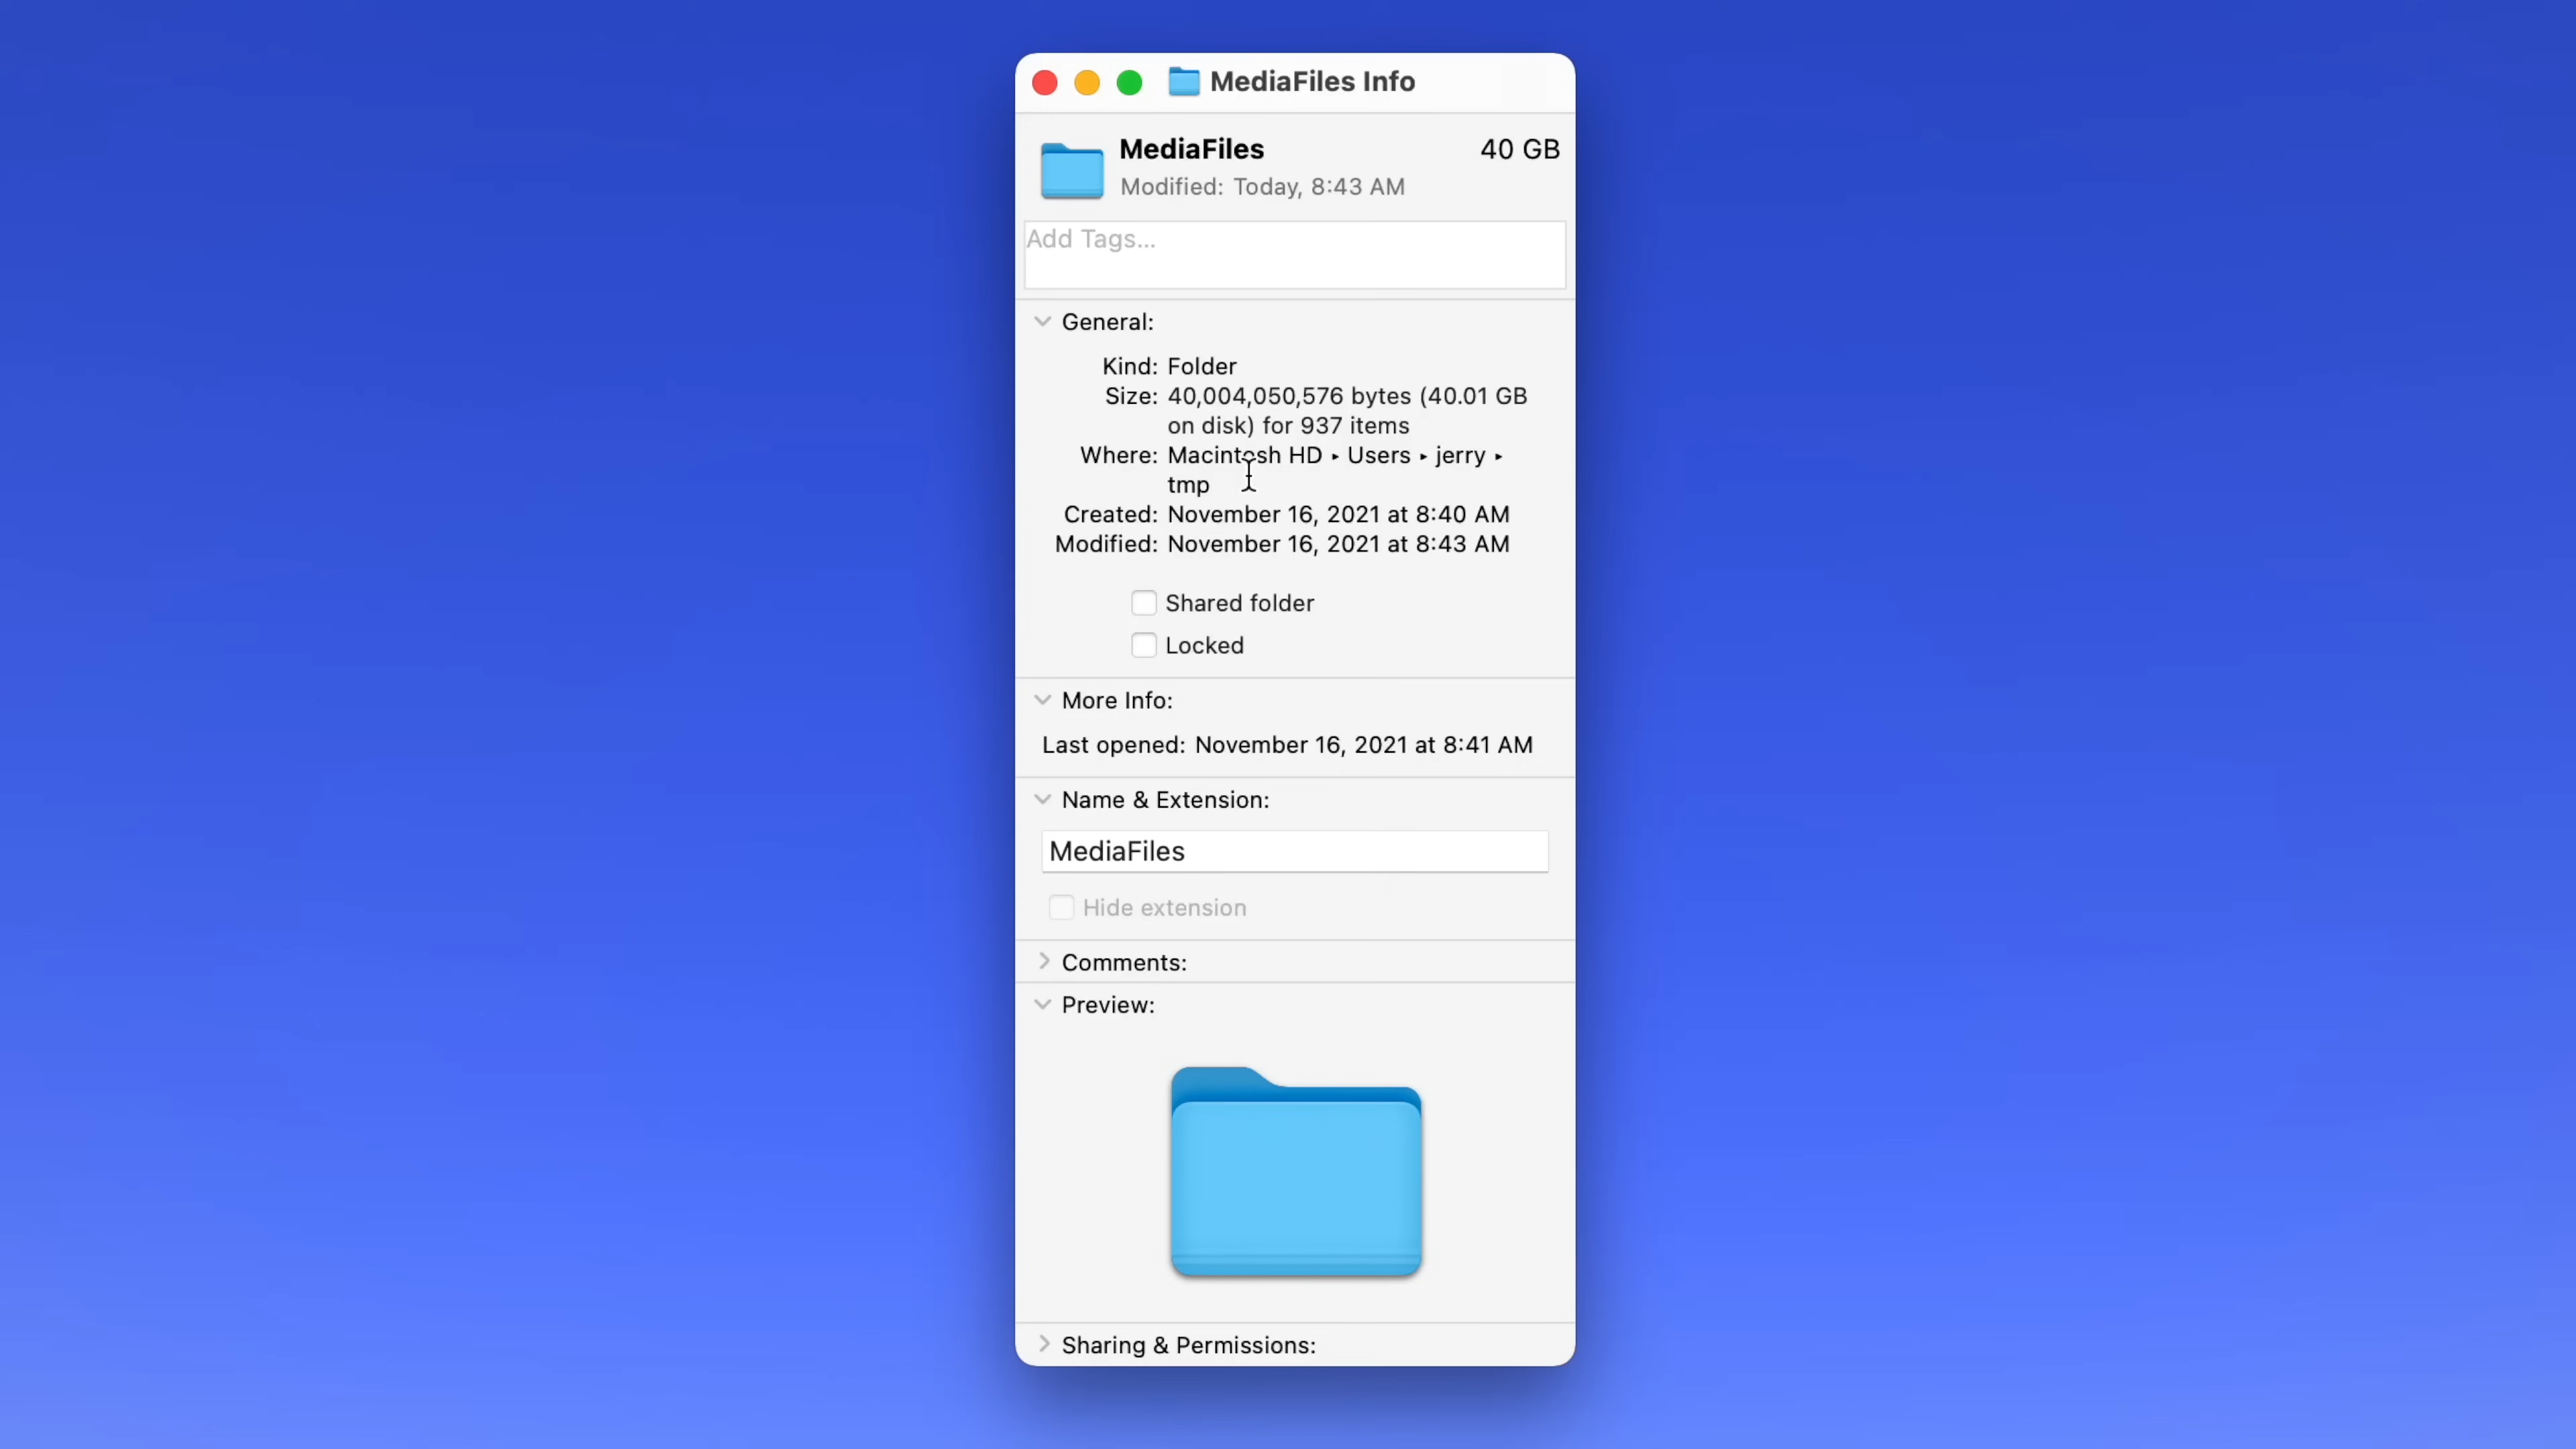 MediaFiles Info
MediaFiles 40 GB
Modified: Today, 8:43 AM
Add Tags...
General:
Kind: Folder
Size: 40,004,050,576 bytes (40.01 GB
on disk) for 937 items
Where: Macintosh HD ▸ Users ▸ jerry ▸
tmp
Created: November 16, 2021 at 8:40 AM
Modified: November 16, 2021 at 8:43 AM
Shared folder
Locked
More Info:
Last opened: November 16, 2021 at 8:41 AM
Name & Extension:
MediaFiles
Hide extension
Comments:
Preview:
Sharing & Permissions: